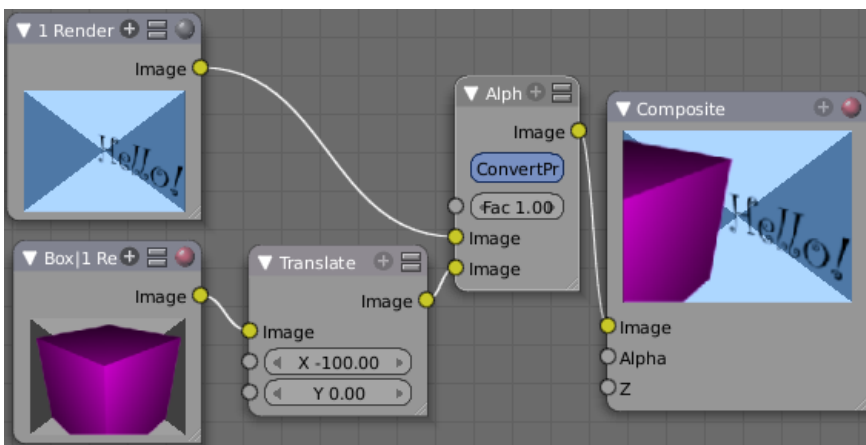 1 Render
Image
Hello!
Box|1 Re
Image
Translate
Image
Image
X -100.00
Y 0.00
Alph
Image
ConvertPr
Fac 1.00
Image
Image
Composite
Hello!
Image
Alpha
Z